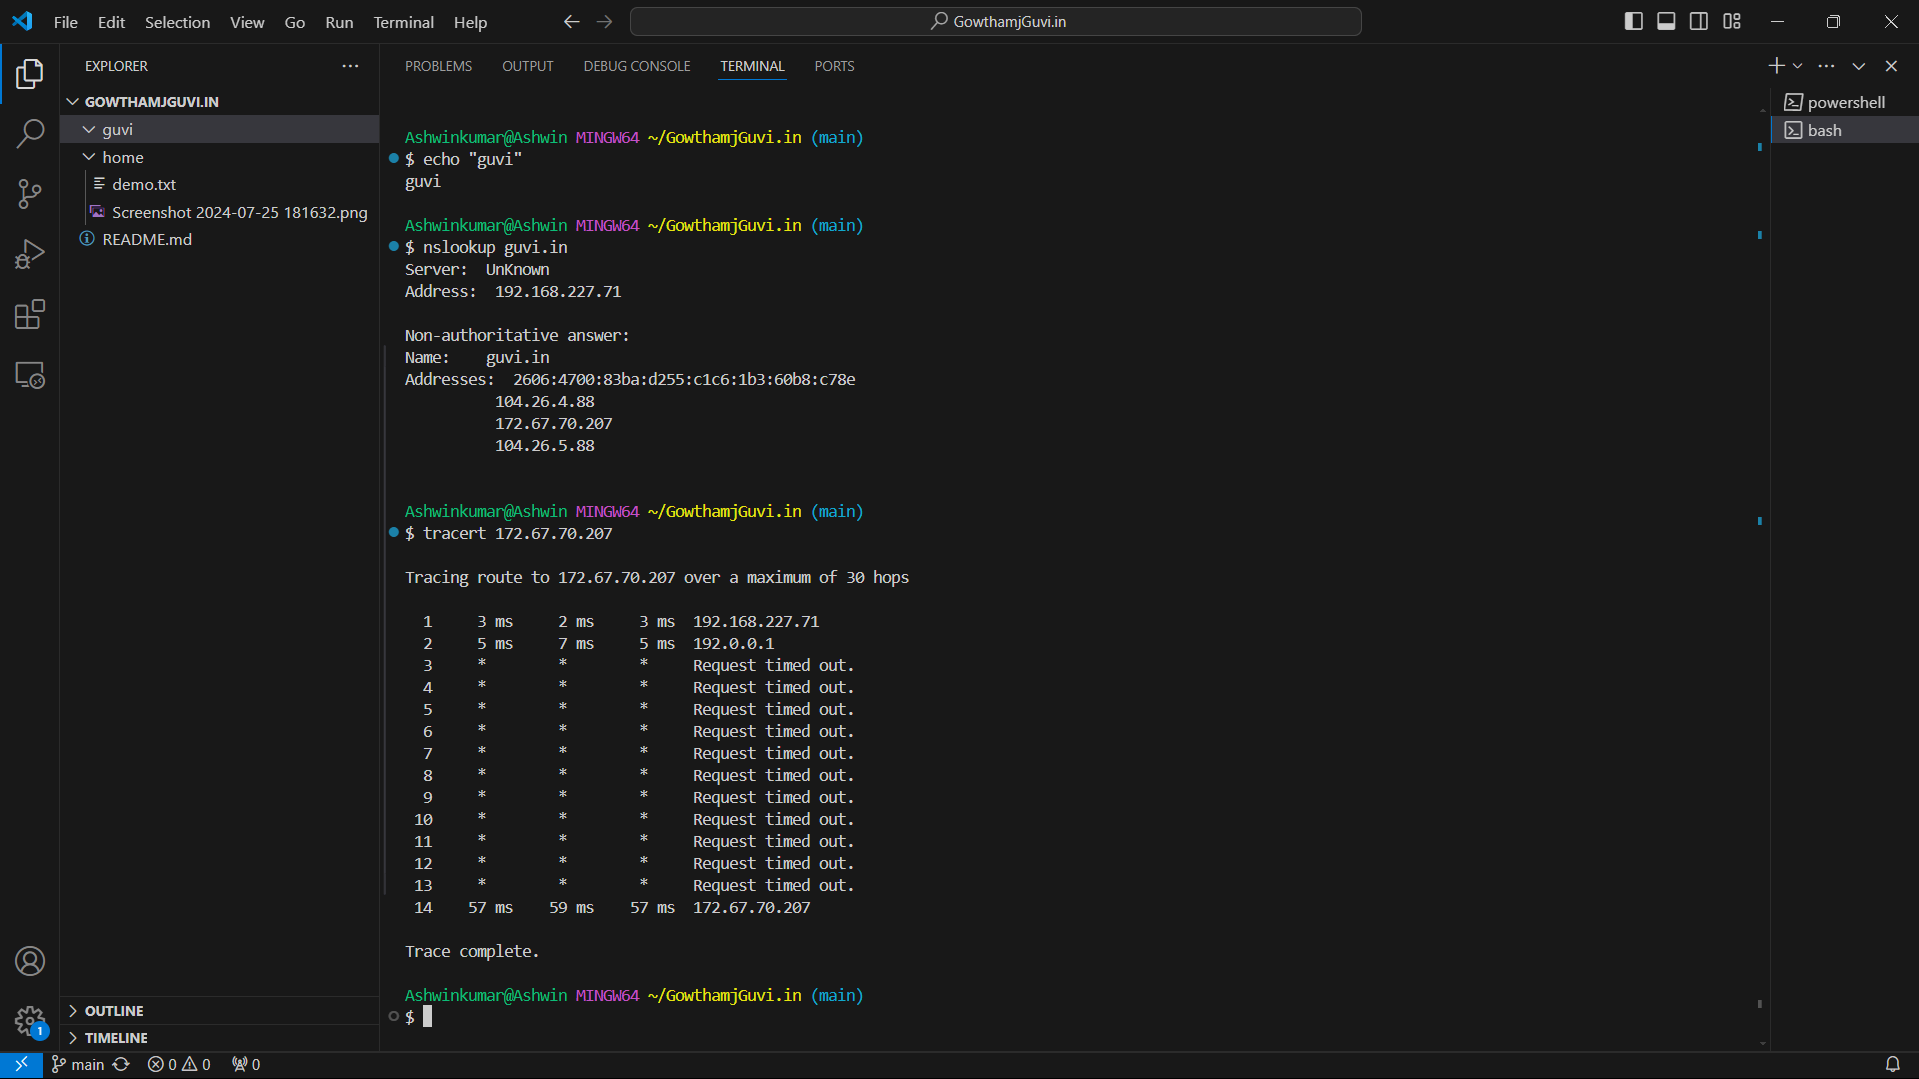 File Edit Selection View Go Run Terminal Help GowthamjGuvi.in
EXPLORER
GOWTHAMJGUVI.IN
guvi
home
demo.txt
Screenshot 2024-07-25 181632.png
README.md
OUTLINE
TIMELINE
PROBLEMS OUTPUT DEBUG CONSOLE TERMINAL PORTS
Ashwinkumar@Ashwin MINGW64 ~/GowthamjGuvi.in (main)
$ echo "guvi"
guvi
Ashwinkumar@Ashwin MINGW64 ~/GowthamjGuvi.in (main)
$ nslookup guvi.in
Server:  UnKnown
Address:  192.168.227.71
Non-authoritative answer:
Name:    guvi.in
Addresses:  2606:4700:83ba:d255:c1c6:1b3:60b8:c78e
104.26.4.88
172.67.70.207
104.26.5.88
Ashwinkumar@Ashwin MINGW64 ~/GowthamjGuvi.in (main)
$ tracert 172.67.70.207
Tracing route to 172.67.70.207 over a maximum of 30 hops
1     3 ms     2 ms     3 ms  192.168.227.71
2     5 ms     7 ms     5 ms  192.0.0.1
3     *        *        *     Request timed out.
4     *        *        *     Request timed out.
5     *        *        *     Request timed out.
6     *        *        *     Request timed out.
7     *        *        *     Request timed out.
8     *        *        *     Request timed out.
9     *        *        *     Request timed out.
10     *        *        *     Request timed out.
11     *        *        *     Request timed out.
12     *        *        *     Request timed out.
13     *        *        *     Request timed out.
14    57 ms    59 ms    57 ms  172.67.70.207
Trace complete.
Ashwinkumar@Ashwin MINGW64 ~/GowthamjGuvi.in (main)
$
powershell
bash
1
main 0 0 0